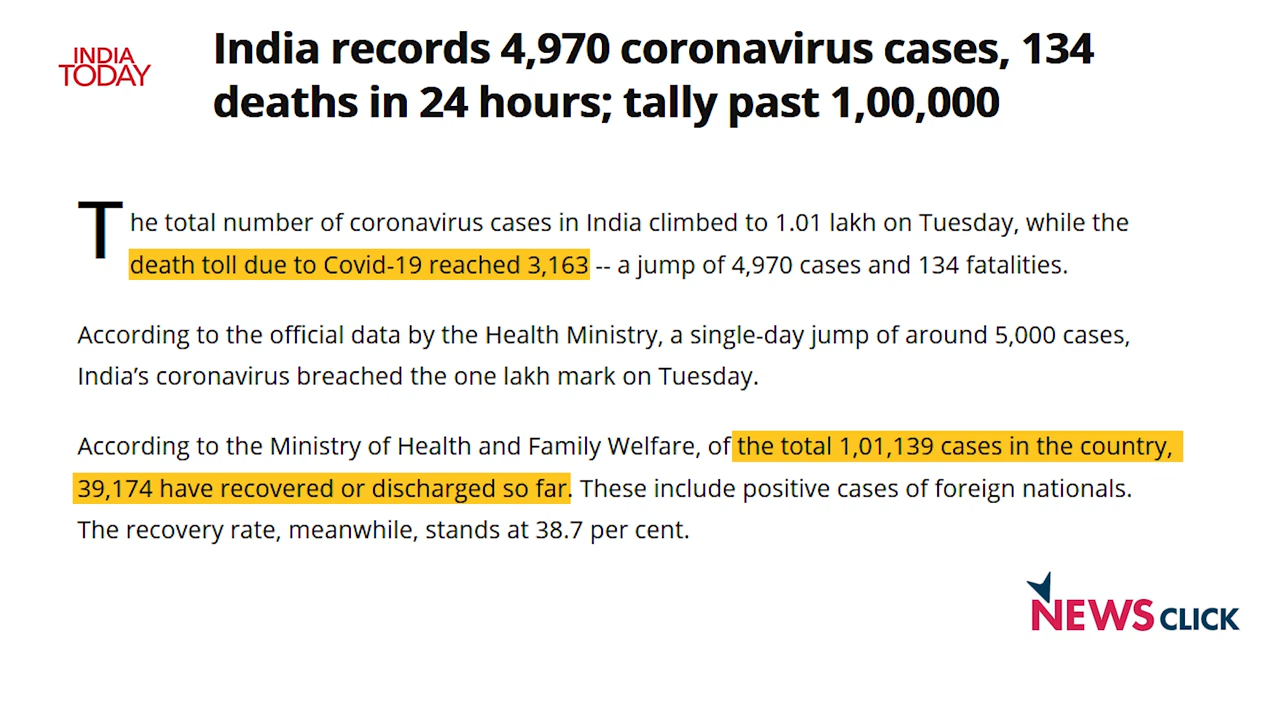 INDIA
TODAY
India records 4,970 coronavirus cases, 134
deaths in 24 hours; tally past 1,00,000
The total number of coronavirus cases in India climbed to 1.01 lakh on Tuesday, while the
death toll due to Covid-19 reached 3,163 -- a jump of 4,970 cases and 134 fatalities.
According to the official data by the Health Ministry, a single-day jump of around 5,000 cases,
India’s coronavirus breached the one lakh mark on Tuesday.
According to the Ministry of Health and Family Welfare, of the total 1,01,139 cases in the country,
39,174 have recovered or discharged so far. These include positive cases of foreign nationals.
The recovery rate, meanwhile, stands at 38.7 per cent.
NEWSCLICK